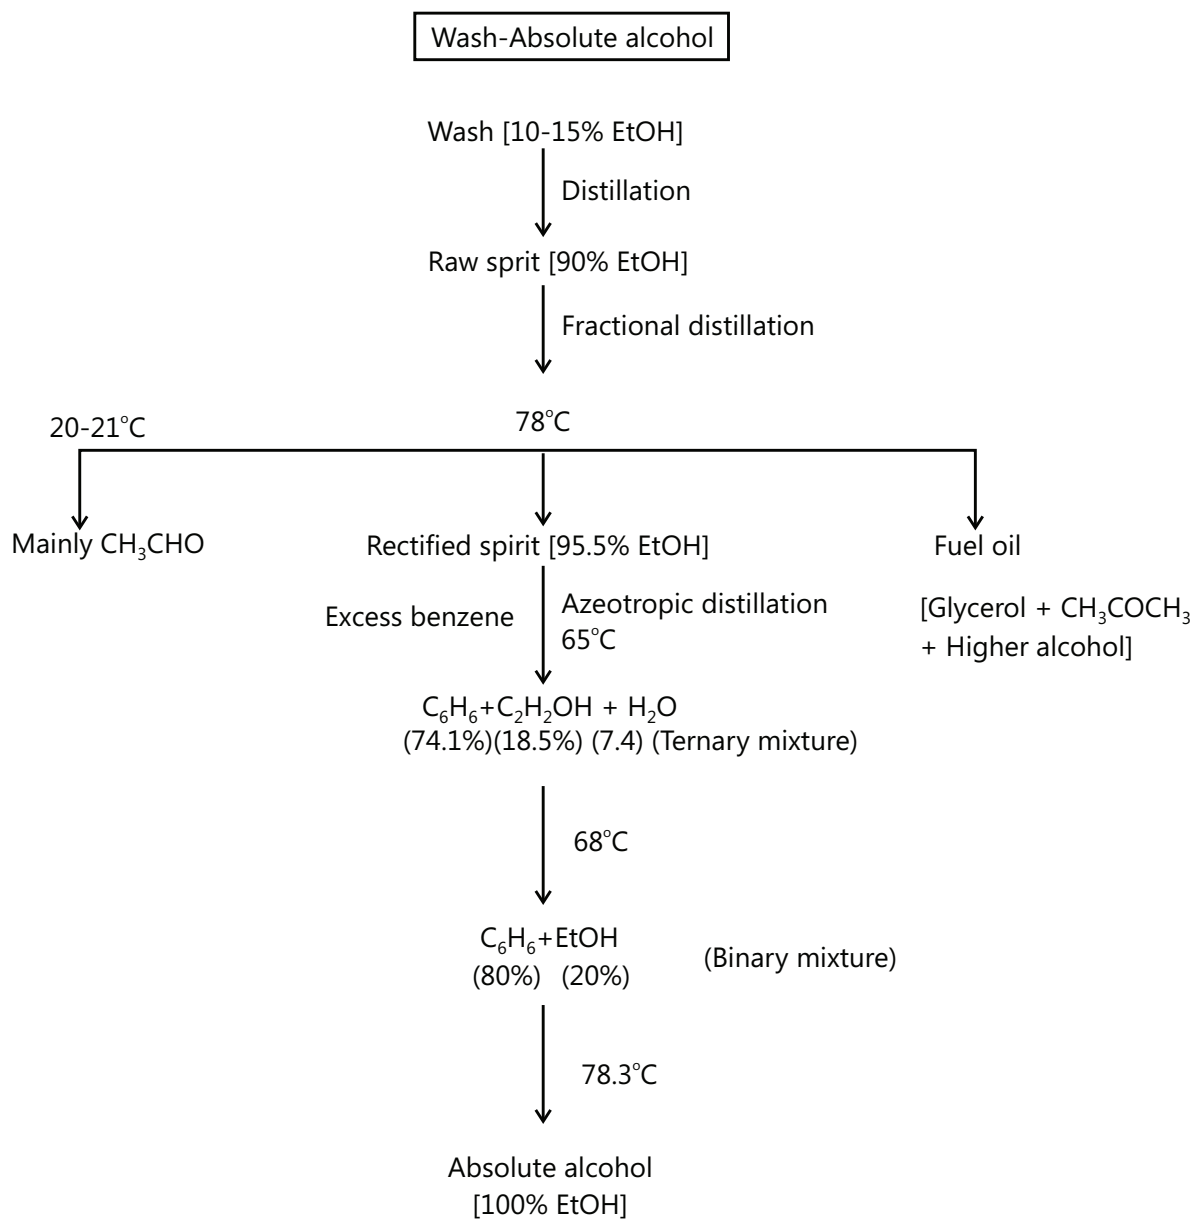 Wash-Absolute alcohol
Wash [10-15% EtOH]
Distillation
Raw sprit [90% EtOH]
Fractional distillation
20-21°C
78°C
Mainly CH₃CHO
Rectified spirit [95.5% EtOH]
Fuel oil
Excess benzene
Azeotropic distillation
65°C
[Glycerol + CH₃COCH₃
+ Higher alcohol]
C₆H₆+C₂H₂OH + H₂O
(74.1%)(18.5%) (7.4) (Ternary mixture)
68°C
C₆H₆+EtOH
(80%) (20%)
(Binary mixture)
78.3°C
Absolute alcohol
[100% EtOH]